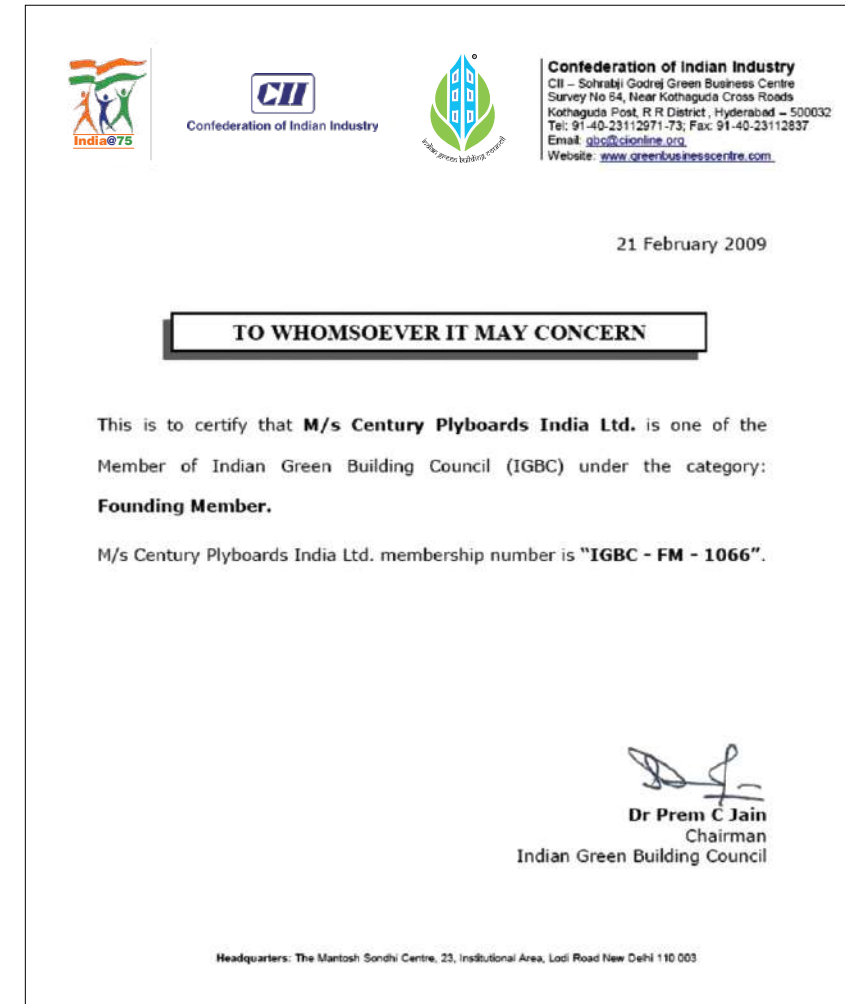 India@75
CII
Confederation of Indian Industry
indian green building council
Confederation of Indian Industry
CII – Sohrabji Godrej Green Business Centre
Survey No 64, Near Kothaguda Cross Roads
Kothaguda Post, R R District, Hyderabad – 500032
Tel: 91-40-23112971-73; Fax: 91-40-23112837
Email: gbc@ciionline.org
Website: www.greenbusinesscentre.com
21 February 2009
TO WHOMSOEVER IT MAY CONCERN
This is to certify that M/s Century Plyboards India Ltd. is one of the
Member of Indian Green Building Council (IGBC) under the category:
Founding Member.
M/s Century Plyboards India Ltd. membership number is “IGBC - FM - 1066”.
Dr Prem C Jain
Chairman
Indian Green Building Council
Headquarters: The Mantosh Sondhi Centre, 23, Institutional Area, Lodi Road New Delhi 110 003